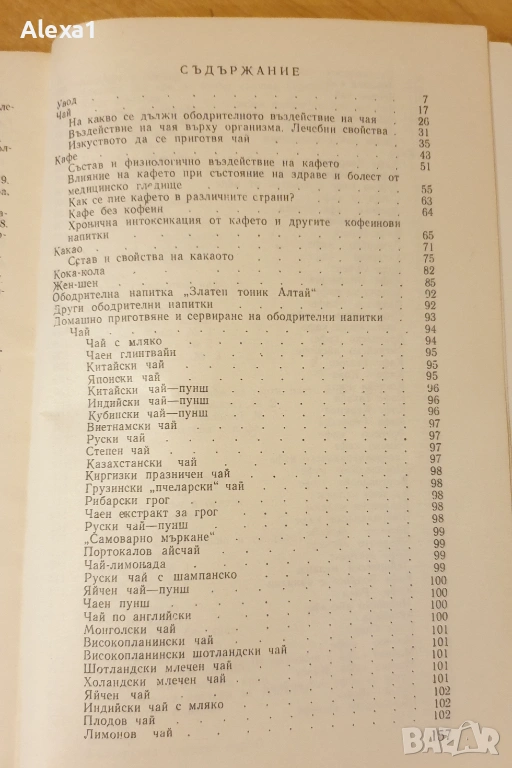 Alexa1
СЪДЪРЖАНИЕ
Увод 7
Чай 17
На какво се дължи ободрителното въздействие на чая 26
Въздействие на чая върху организма. Лечебни свойства 31
Изкуството да се приготвя чай 35
Кафе 43
Състав и физиологично въздействие на кафето 51
Влияние на кафето при състояние на здраве и болест от
медицинско гледище 55
Как се пие кафето в различните страни? 63
Кафе без кофеин 64
Хронична интоксикация от кафето и другите кофеинови
напитки 65
Какао 71
Състав и свойства на какаото 75
Кока-кола 82
Жен-шен 85
Ободрителна напитка „Златен тоник Алтай“ 92
Други ободрителни напитки 92
Домашно приготвяне и сервиране на ободрителни напитки 93
Чай 94
Чай с мляко 94
Чаен глинтвайн 95
Китайски чай 95
Японски чай 95
Китайски чай—пунш 96
Индийски чай—пунш 96
Кубински чай—пунш 96
Виетнамски чай 97
Руски чай 97
Степен чай 97
Казахстански чай 97
Киргизки празничен чай 98
Грузински „пчеларски“ чай 98
Рибарски грог 98
Чаен екстракт за грог 98
Руски чай—пунш 98
„Самоварно мъркане“ 99
Портокалов айсчай 99
Чай-лимонада 99
Руски чай с шампанско 100
Яйчен чай—пунш 100
Чаен пунш 100
Чай по английски 100
Монголски чай 101
Високопланински чай 101
Високопланински шотландски чай 101
Шотландски млечен чай 101
Холандски млечен чай 101
Яйчен чай 102
Индийски чай с мляко 102
Плодов чай 102
Лимонов чай
157
БАZАР